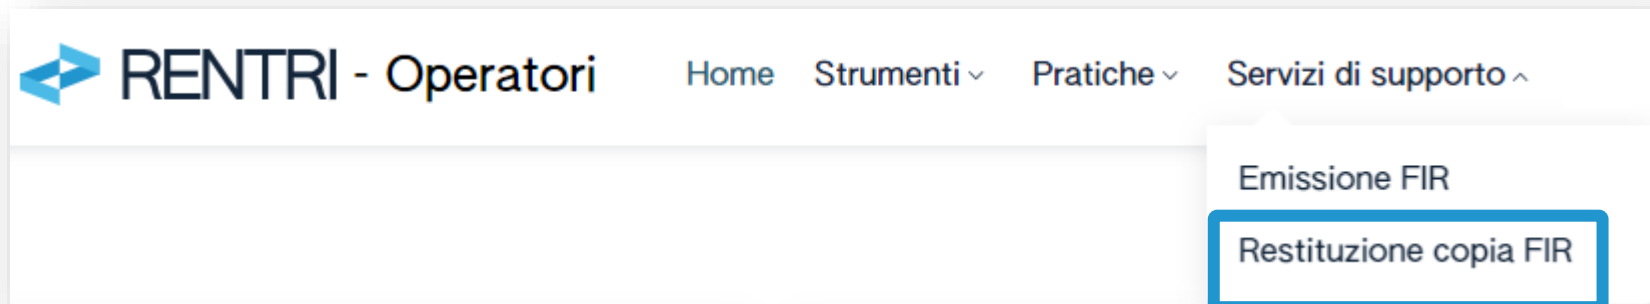 RENTRI - Operatori Home Strumenti Pratiche Servizi di supporto
Emissione FIR
Restituzione copia FIR